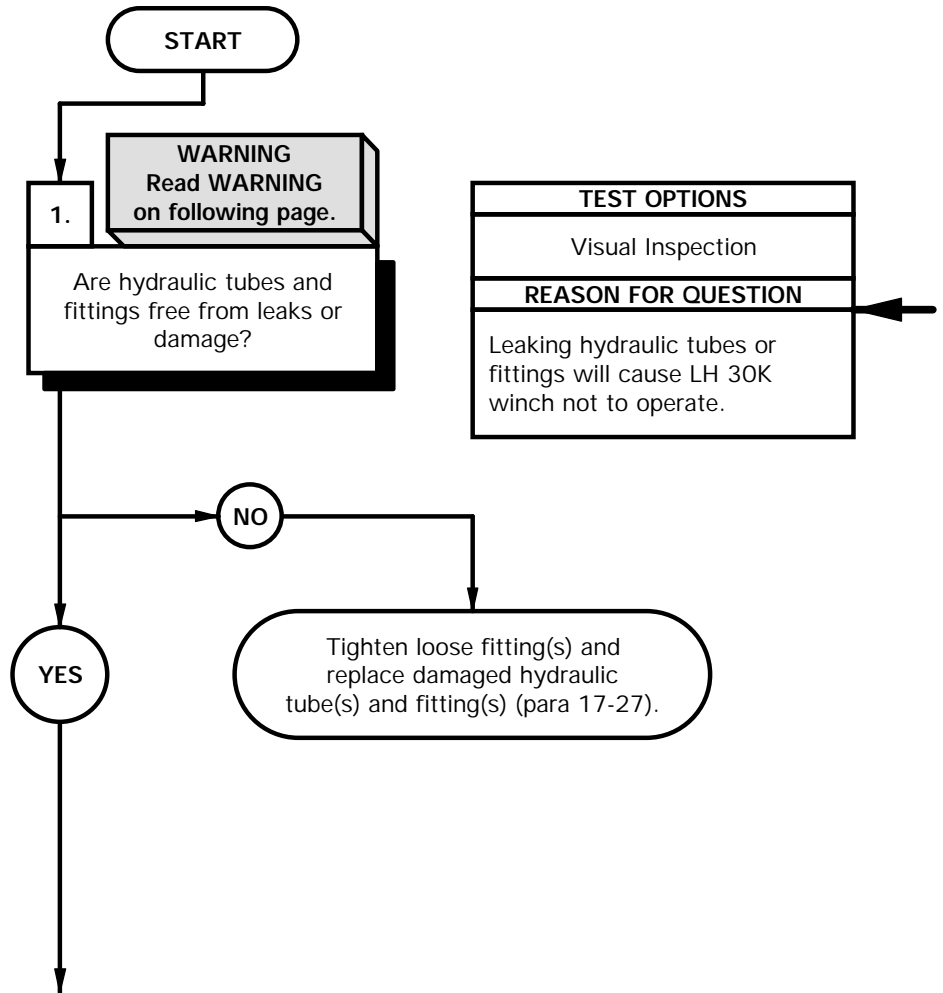 START
WARNING
Read WARNING
on following page.
1.
Are hydraulic tubes and
fittings free from leaks or
damage?
TEST OPTIONS
Visual Inspection
REASON FOR QUESTION
Leaking hydraulic tubes or
fittings will cause LH 30K
winch not to operate.
NO
YES
Tighten loose fitting(s) and
replace damaged hydraulic
tube(s) and fitting(s) (para 17-27).